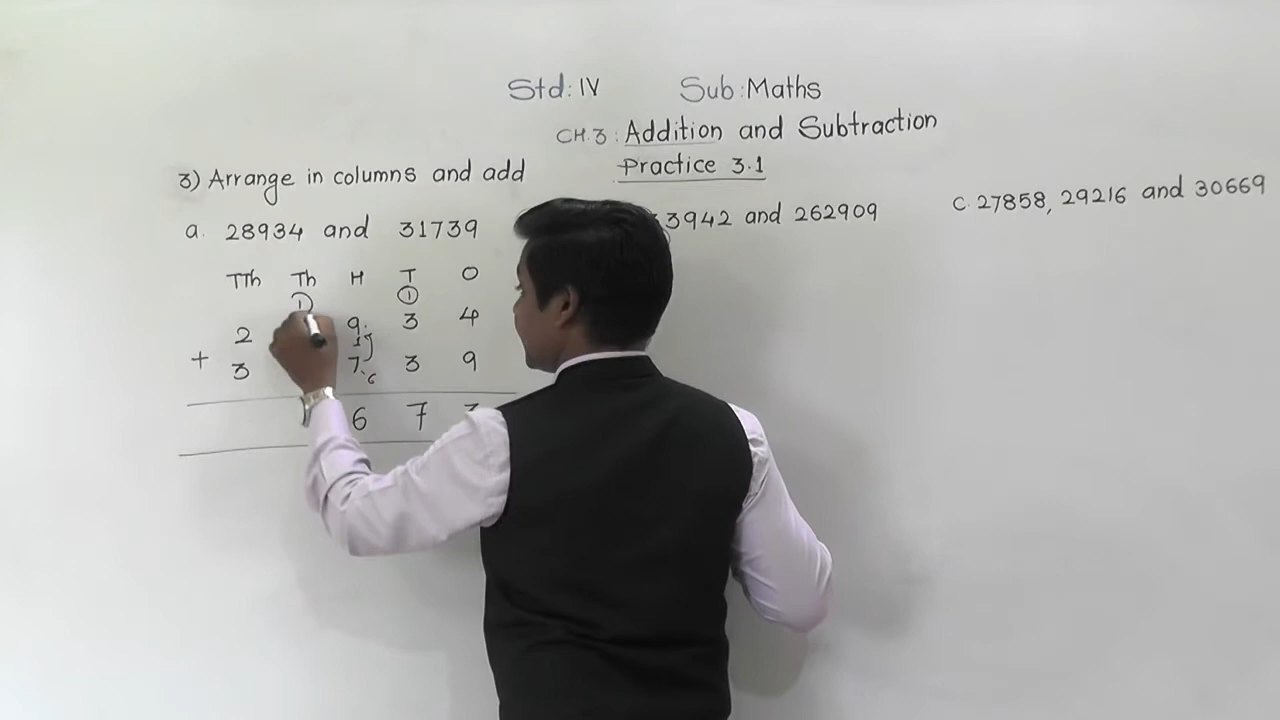 Std: IV Sub: Maths
CH.3: Addition and Subtraction
Practice 3.1
3) Arrange in columns and add
a. 28934 and 31739
3942 and 262909
c. 27858, 29216 and 30669
TTh Th H T O
1 1
2 9 3 4
+ 3 7 3 9
6 7